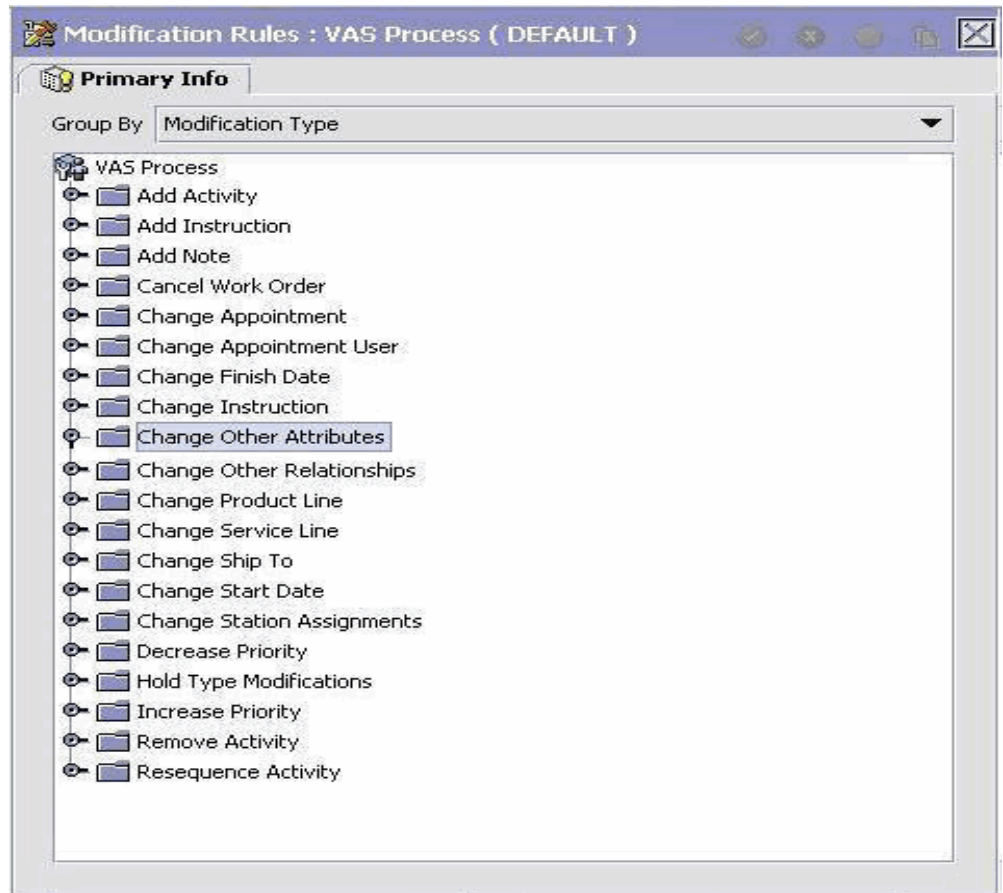 Modification Rules : VAS Process ( DEFAULT )
Primary Info
Group By Modification Type
VAS Process
Add Activity
Add Instruction
Add Note
Cancel Work Order
Change Appointment
Change Appointment User
Change Finish Date
Change Instruction
Change Other Attributes
Change Other Relationships
Change Product Line
Change Service Line
Change Ship To
Change Start Date
Change Station Assignments
Decrease Priority
Hold Type Modifications
Increase Priority
Remove Activity
Resequence Activity